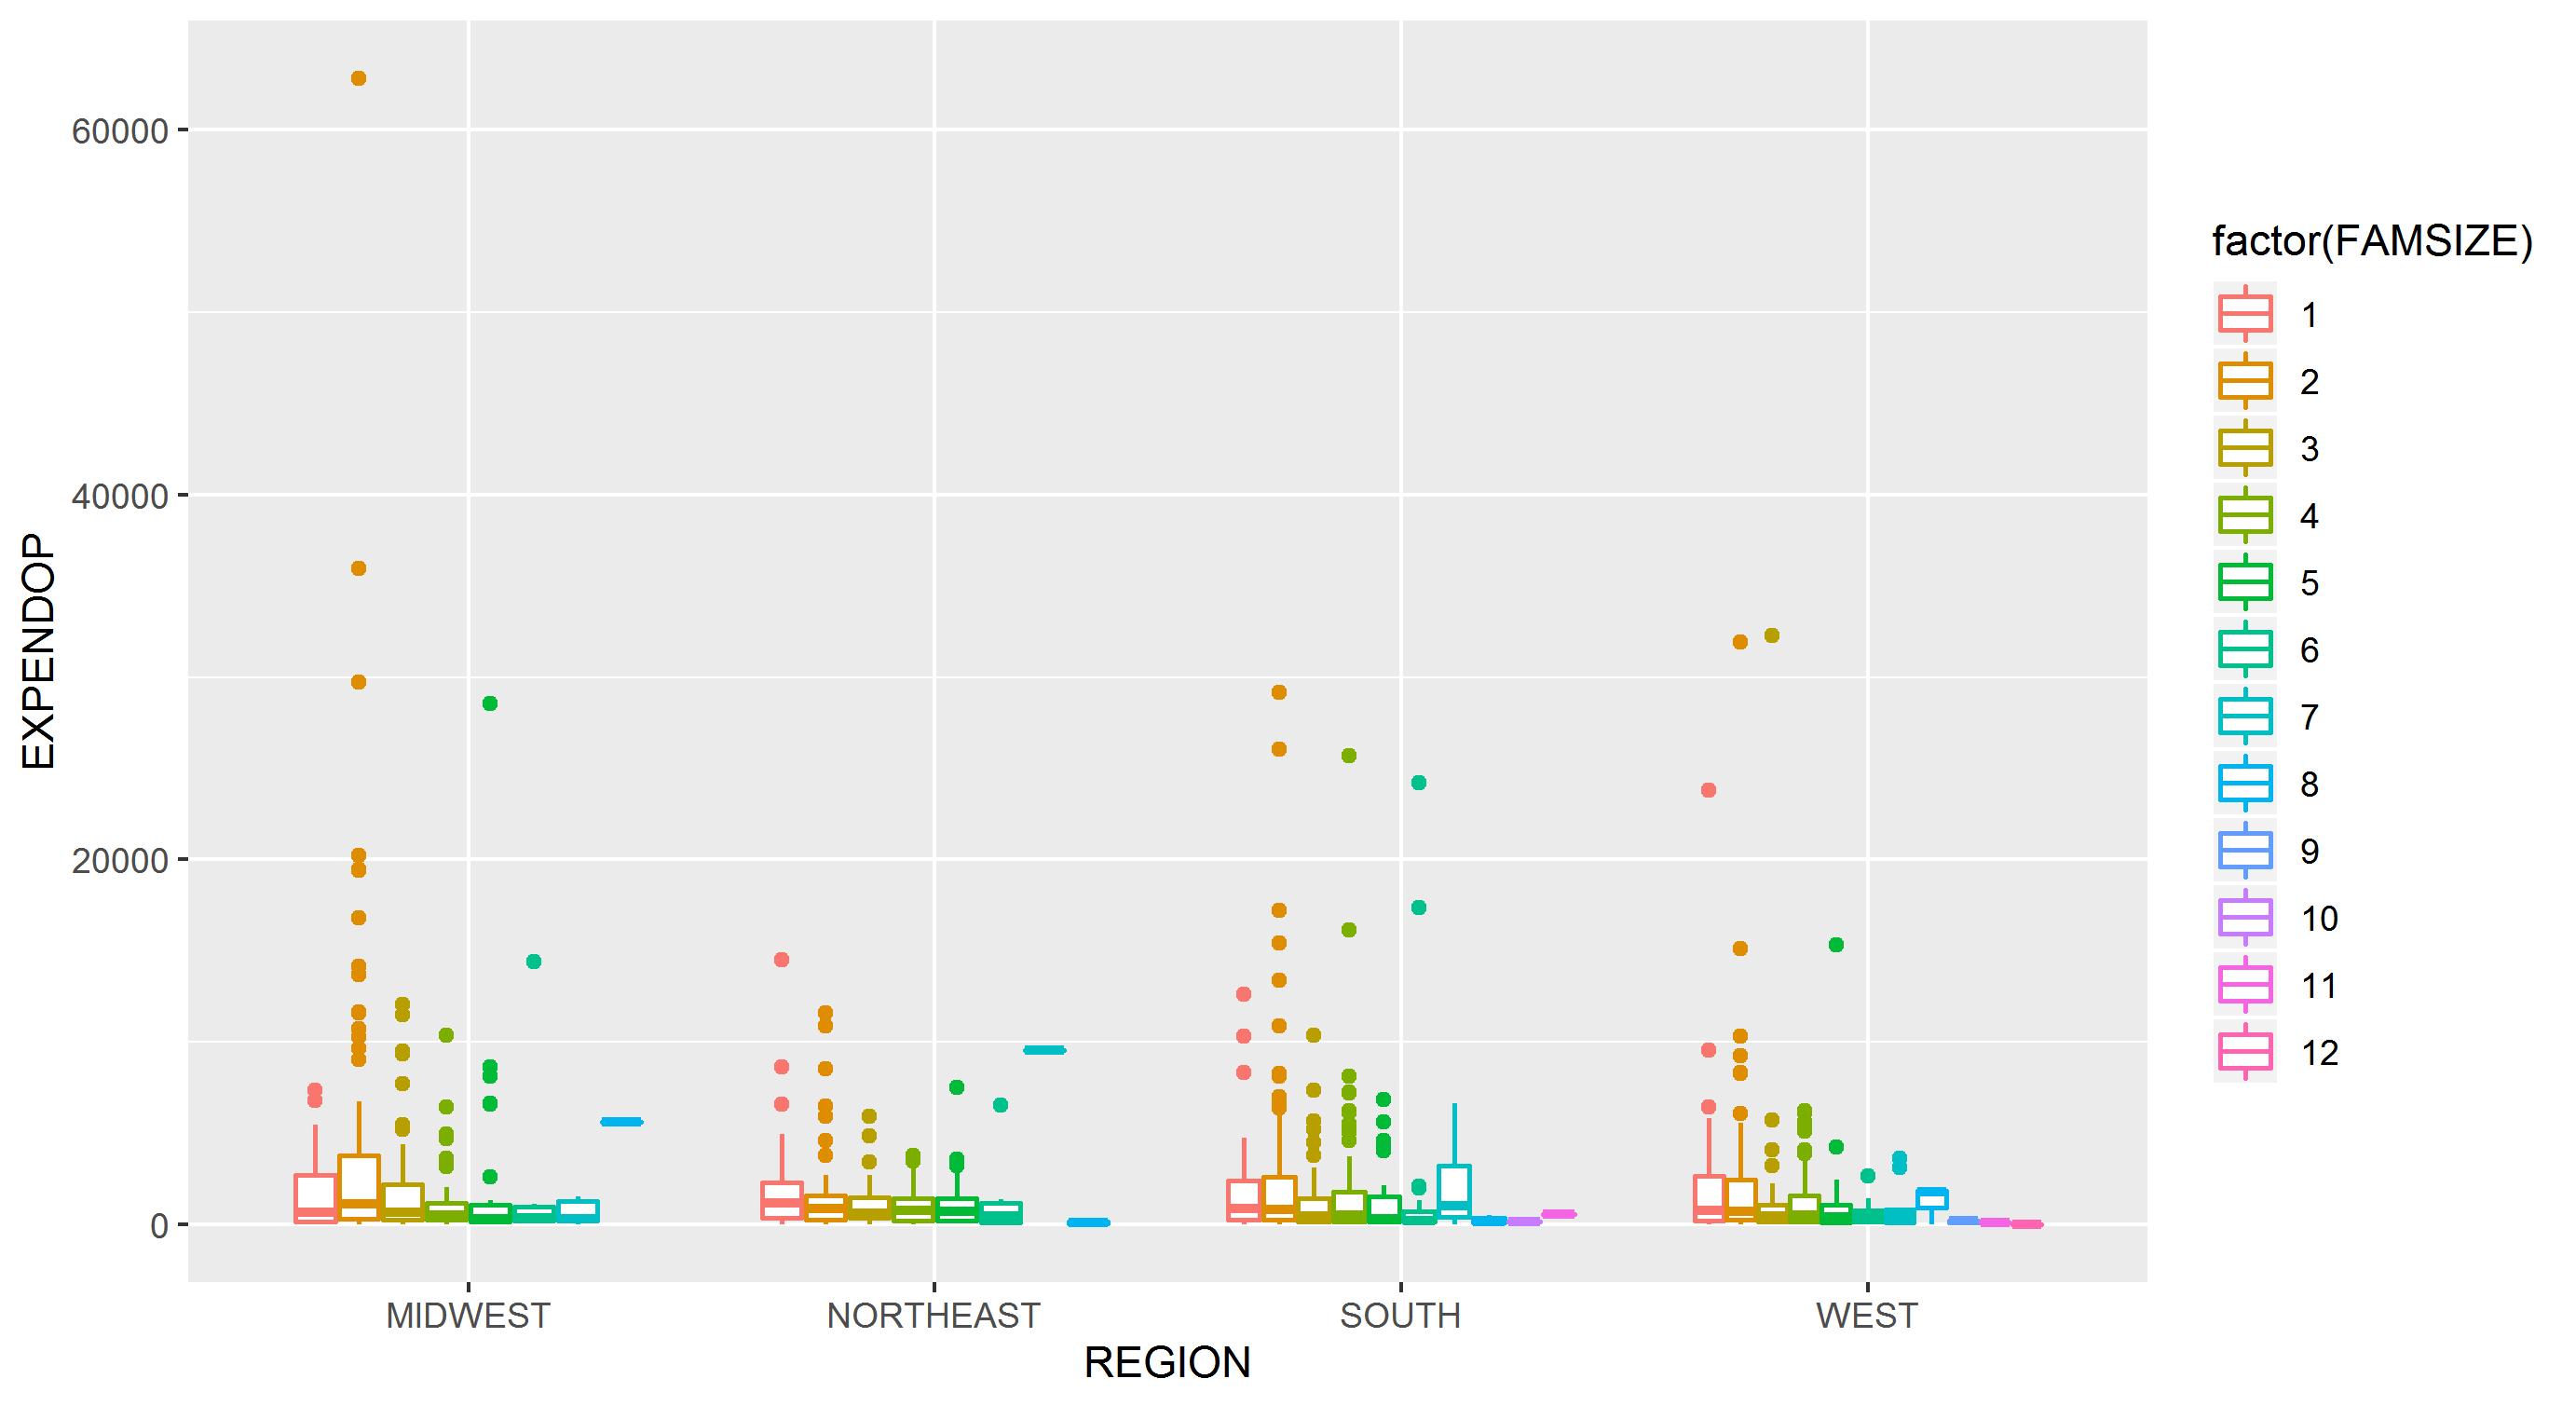 EXPENDOP
60000
40000
20000
0
MIDWEST
NORTHEAST
SOUTH
WEST
REGION
factor(FAMSIZE)
1
2
3
4
5
6
7
8
9
10
11
12